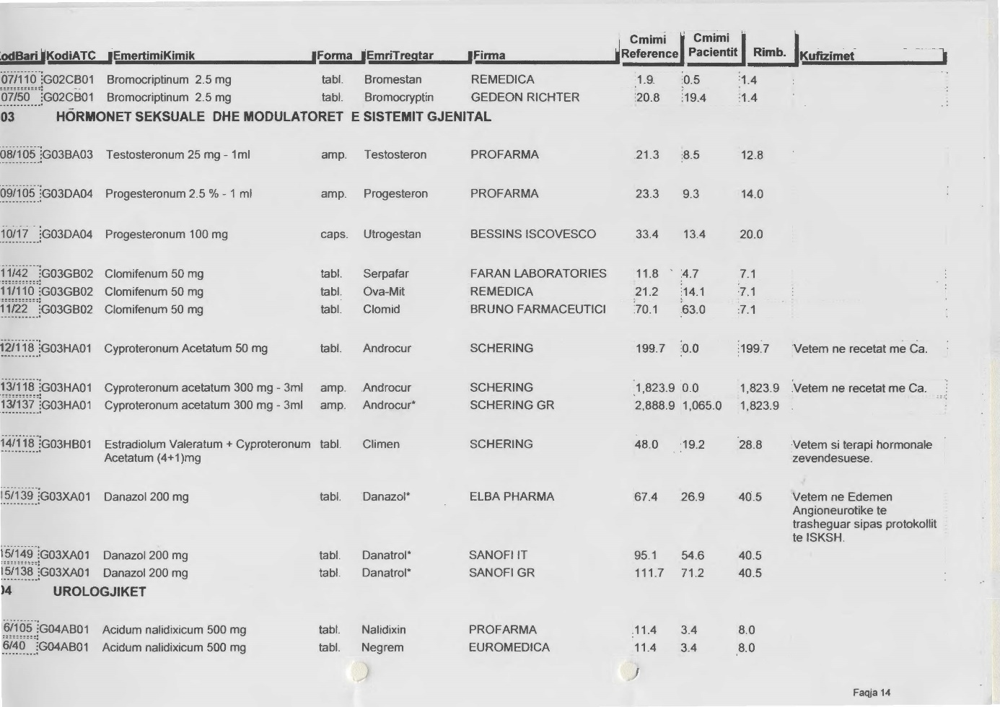 Cmimi Cmimi
odBari KodiATC EmertimiKimik Forma EmriTregtar Firma Reference Pacientit Rimb. Kufizimet
07/110 G02CB01 Bromocriptinum 2.5 mg tabl. Bromestan REMEDICA 1.9 0.5 1.4
07/50 G02CB01 Bromocriptinum 2.5 mg tabl. Bromocryptin GEDEON RICHTER 20.8 19.4 1.4
03 HORMONET SEKSUALE DHE MODULATORET E SISTEMIT GJENITAL
08/105 G03BA03 Testosteronum 25 mg - 1ml amp. Testosteron PROFARMA 21.3 8.5 12.8
09/105 G03DA04 Progesteronum 2.5 % - 1 ml amp. Progesteron PROFARMA 23.3 9.3 14.0
10/17 G03DA04 Progesteronum 100 mg caps. Utrogestan BESSINS ISCOVESCO 33.4 13.4 20.0
11/42 G03GB02 Clomifenum 50 mg tabl. Serpafar FARAN LABORATORIES 11.8 4.7 7.1
11/110 G03GB02 Clomifenum 50 mg tabl. Ova-Mit REMEDICA 21.2 14.1 7.1
11/22 G03GB02 Clomifenum 50 mg tabl. Clomid BRUNO FARMACEUTICI 70.1 63.0 7.1
12/118 G03HA01 Cyproteronum Acetatum 50 mg tabl. Androcur SCHERING 199.7 0.0 199.7 Vetem ne recetat me Ca.
13/118 G03HA01 Cyproteronum acetatum 300 mg - 3ml amp. Androcur SCHERING 1,823.9 0.0 1,823.9 Vetem ne recetat me Ca.
13/137 G03HA01 Cyproteronum acetatum 300 mg - 3ml amp. Androcur* SCHERING GR 2,888.9 1,065.0 1,823.9
14/118 G03HB01 Estradiolum Valeratum + Cyproteronum tabl. Climen SCHERING 48.0 19.2 28.8 Vetem si terapi hormonale
Acetatum (4+1)mg zevendesuese.
15/139 G03XA01 Danazol 200 mg tabl. Danazol* ELBA PHARMA 67.4 26.9 40.5 Vetem ne Edemen
Angioneurotike te
trasheguar sipas protokollit
te ISKSH.
15/149 G03XA01 Danazol 200 mg tabl. Danatrol* SANOFI IT 95.1 54.6 40.5
15/138 G03XA01 Danazol 200 mg tabl. Danatrol* SANOFI GR 111.7 71.2 40.5
04 UROLOGJIKET
6/105 G04AB01 Acidum nalidixicum 500 mg tabl. Nalidixin PROFARMA 11.4 3.4 8.0
6/40 G04AB01 Acidum nalidixicum 500 mg tabl. Negrem EUROMEDICA 11.4 3.4 8.0
Faqja 14